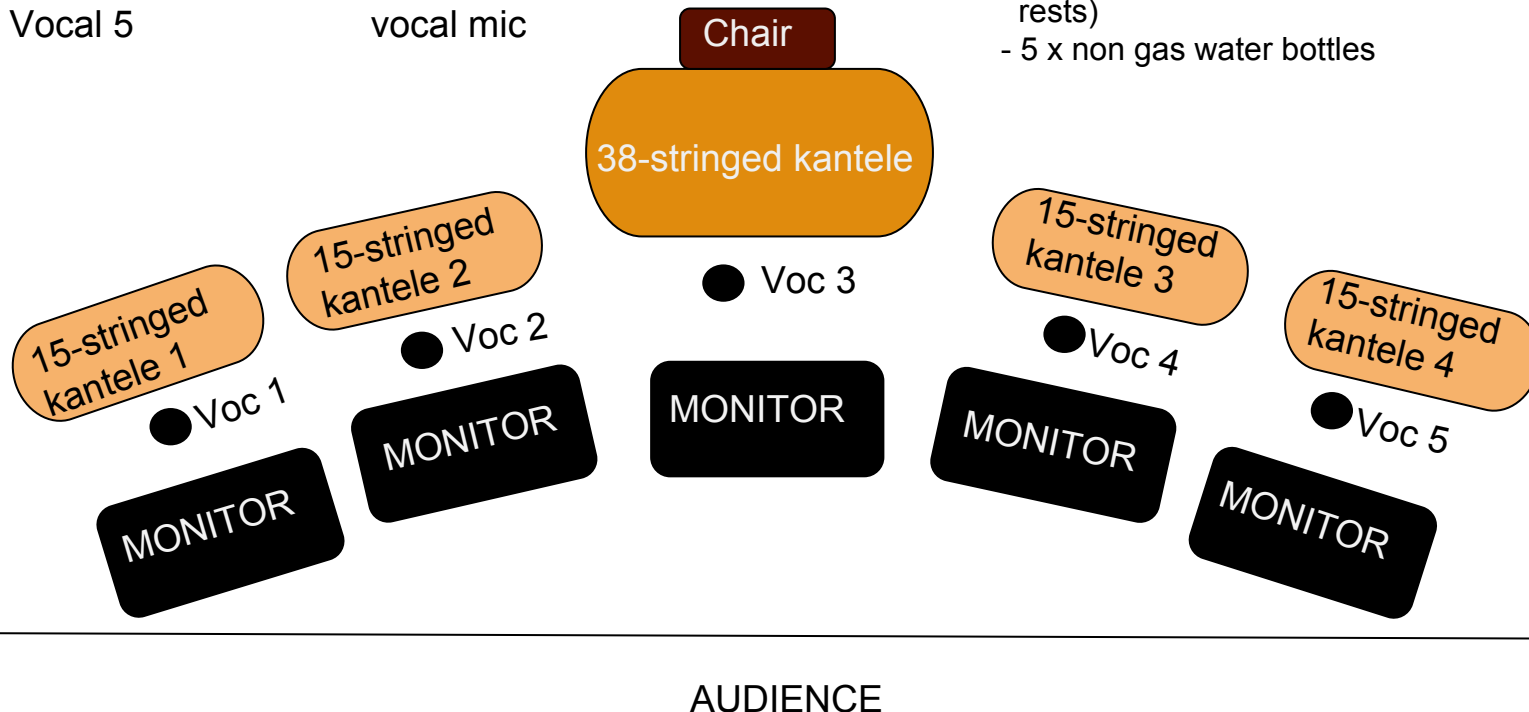 Vocal 5 vocal mic
rests)
- 5 x non gas water bottles
Chair
38-stringed kantele
15-stringed
kantele 1
15-stringed
kantele 2
15-stringed
kantele 3
15-stringed
kantele 4
Voc 1
Voc 2
Voc 3
Voc 4
Voc 5
MONITOR
MONITOR
MONITOR
MONITOR
MONITOR
AUDIENCE